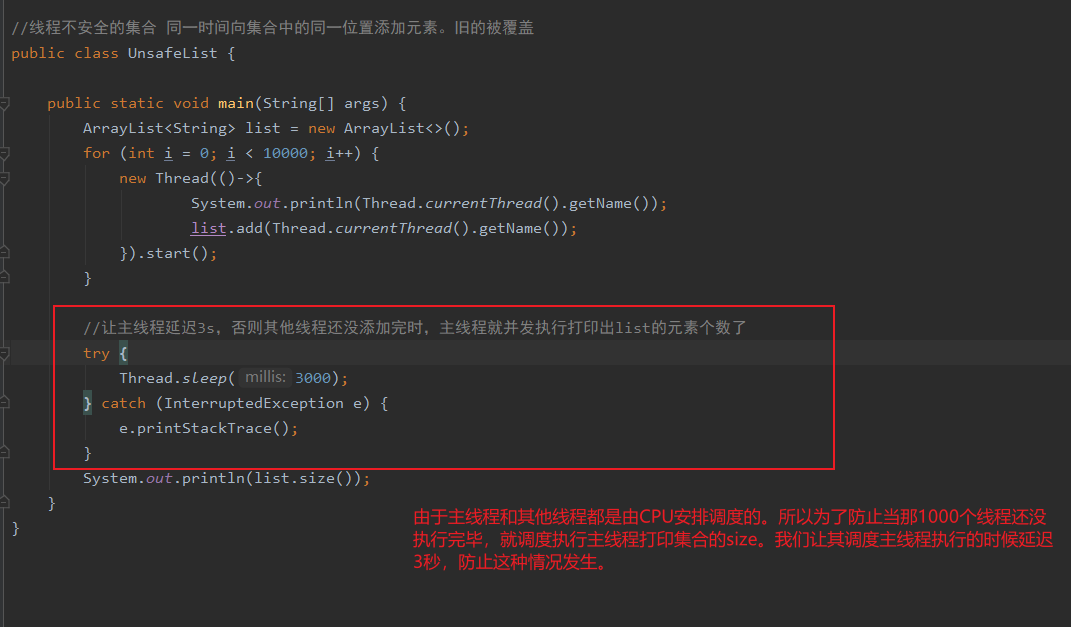 //线程不安全的集合 同一时间向集合中的同一位置添加元素。旧的被覆盖
public class UnsafeList {
public static void main(String[] args) {
ArrayList<String> list = new ArrayList<>();
for (int i = 0; i < 10000; i++) {
new Thread(()->{
System.out.println(Thread.currentThread().getName());
list.add(Thread.currentThread().getName());
}).start();
}
//让主线程延迟3s，否则其他线程还没添加完时，主线程就并发执行打印出list的元素个数了
try {
Thread.sleep( millis: 3000);
} catch (InterruptedException e) {
e.printStackTrace();
}
System.out.println(list.size());
}
}
由于主线程和其他线程都是由CPU安排调度的。所以为了防止当那1000个线程还没
执行完毕，就调度执行主线程打印集合的size。我们让其调度主线程执行的时候延迟
3秒，防止这种情况发生。